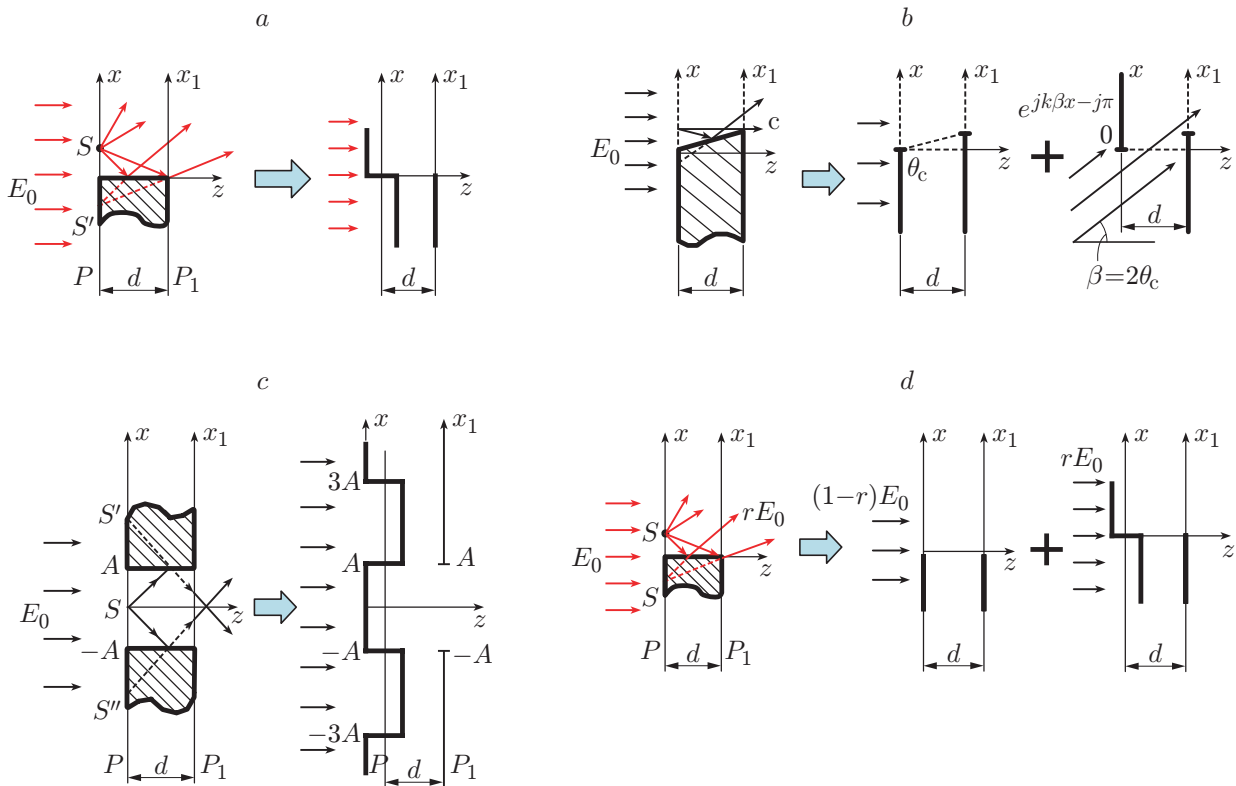 a
x
x₁
S
E₀
z
S′
P
d
P₁
d
z
b
x
x₁
c
E₀
z
d
x
x₁
θc
z
d
+
e^{jkβx−jπ}
x
x₁
0
z
d
β=2θc
c
x
x₁
S′
A
S
z
E₀
−A
S″
P
d
P₁
x
x₁
3A
A
A
z
−A
−A
−3A
P
d
P₁
d
x
x₁
S
rE₀
E₀
z
S
P
d
P₁
(1−r)E₀
x
x₁
z
d
+
rE₀
x
x₁
z
d